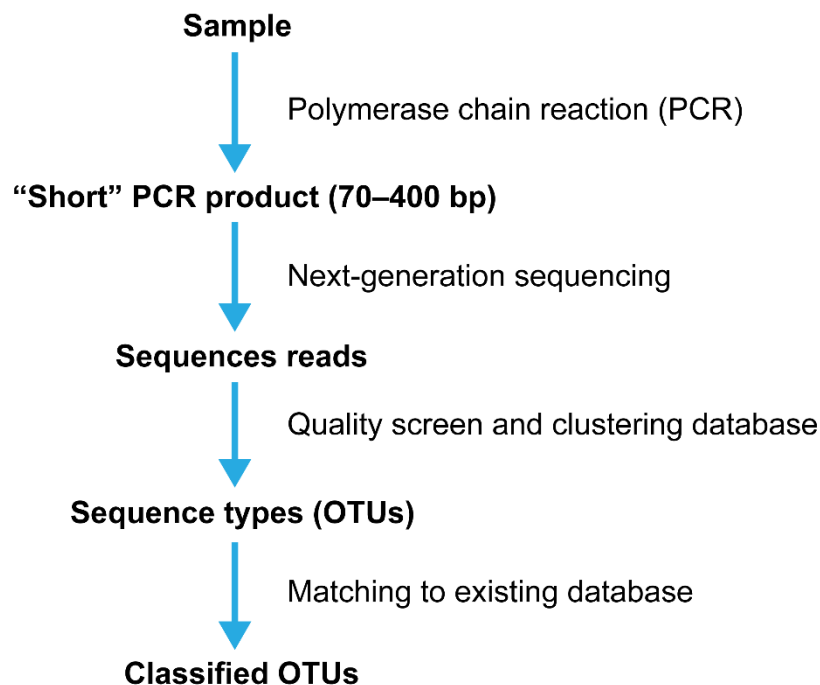 Sample
Polymerase chain reaction (PCR)
“Short” PCR product (70–400 bp)
Next-generation sequencing
Sequences reads
Quality screen and clustering database
Sequence types (OTUs)
Matching to existing database
Classified OTUs